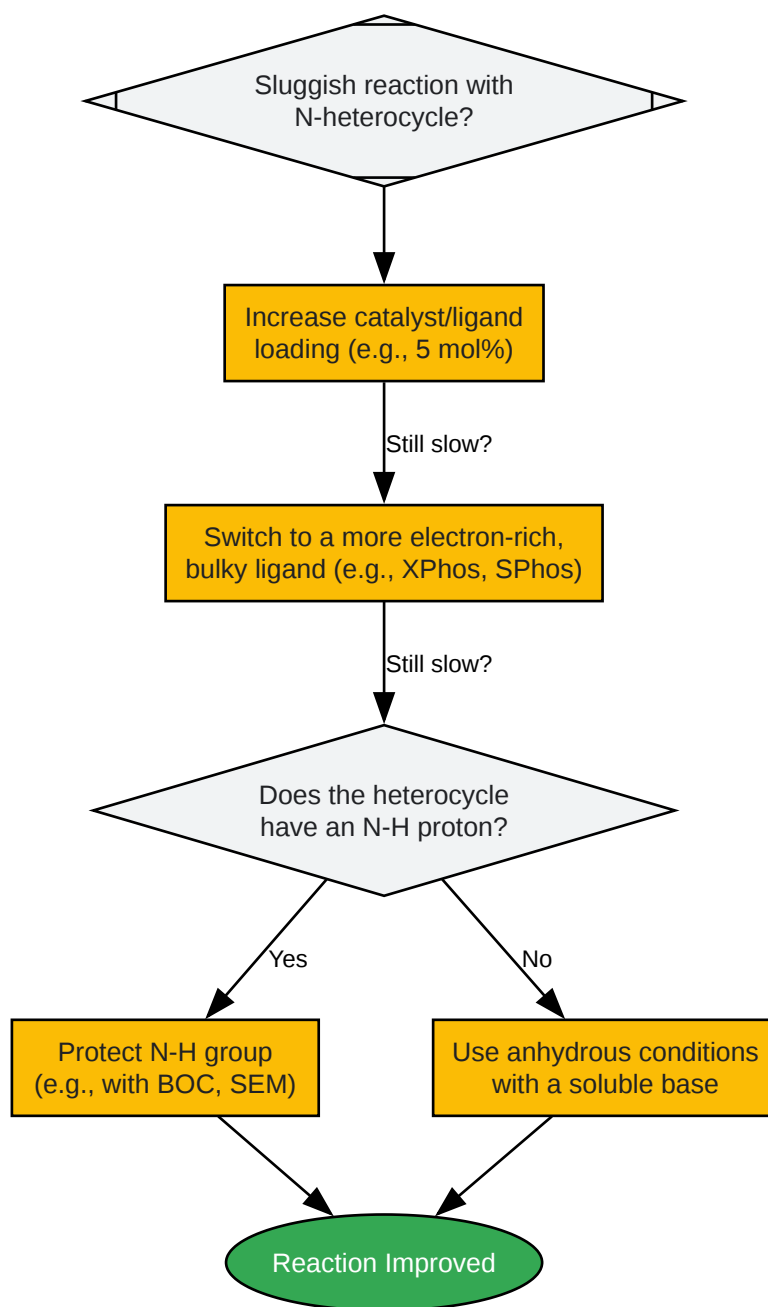 Sluggish reaction with
N-heterocycle?
Increase catalyst/ligand
loading (e.g., 5 mol%)
Still slow?
Switch to a more electron-rich,
bulky ligand (e.g., XPhos, SPhos)
Still slow?
Does the heterocycle
have an N-H proton?
Yes
No
Protect N-H group
(e.g., with BOC, SEM)
Use anhydrous conditions
with a soluble base
Reaction Improved